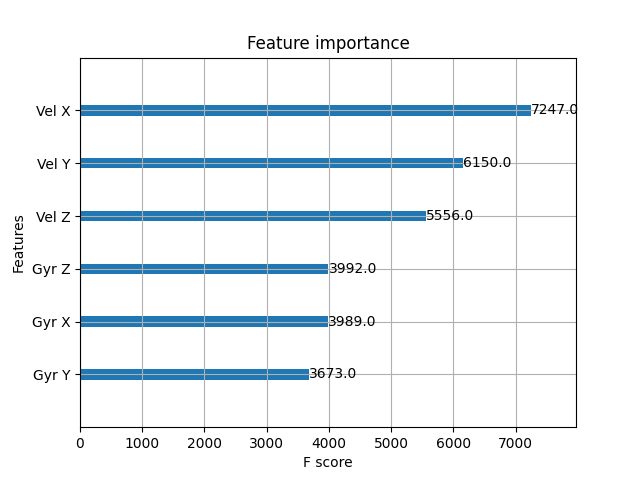 Feature importance
Vel X 7247.0
Vel Y 6150.0
Vel Z 5556.0
Gyr Z 3992.0
Gyr X 3989.0
Gyr Y 3673.0
Features
0 1000 2000 3000 4000 5000 6000 7000
F score